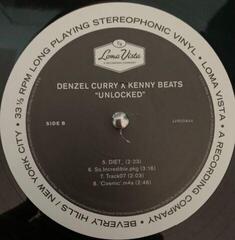 33 ⅓ RPM LONG PLAYING STEREOPHONIC VINYL • LOMA VISTA • A RECORDING COMPANY • BEVERLY HILLS / NEW YORK CITY •
Loma Vista
DENZEL CURRY x KENNY BEATS
"UNLOCKED"
SIDE B
5. DIET_ (2:23)
6. So.Incredible.pkg (3:16)
7. Track07 (2:03)
8. 'Cosmic'.m4a (2:46)